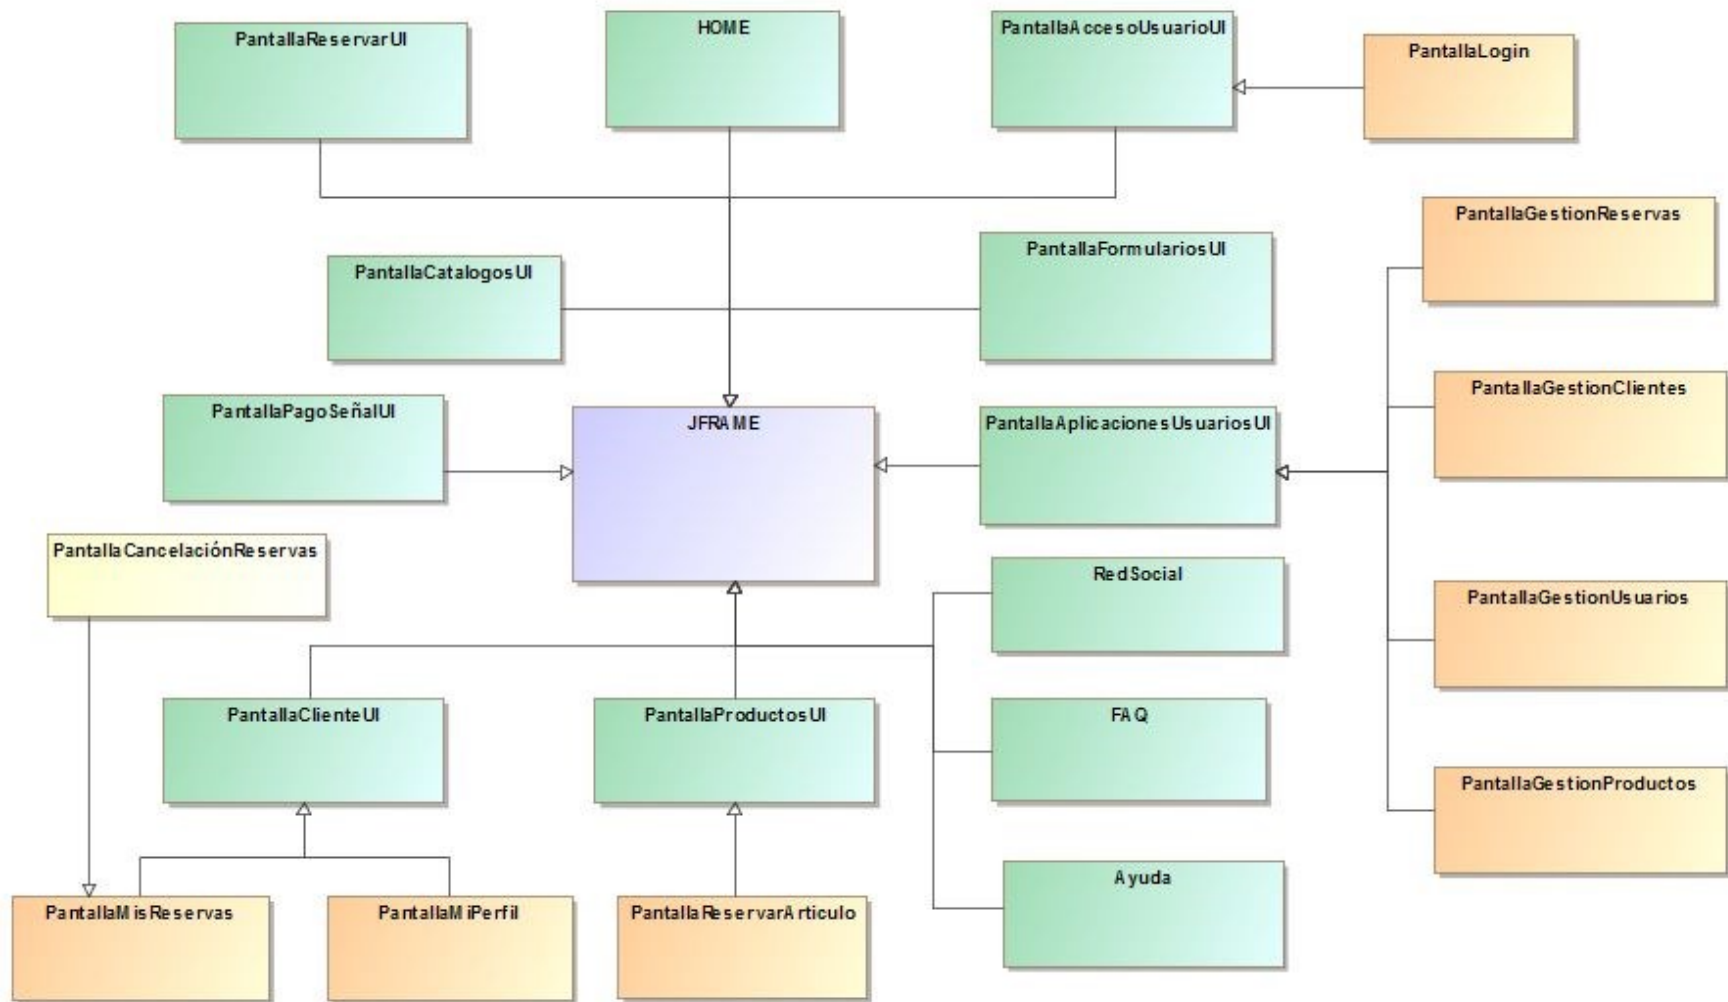 PantallaReservarUI
HOME
PantallaAccesoUsuarioUI
PantallaLogin
PantallaGestionReservas
PantallaCatalogosUI
PantallaFormulariosUI
PantallaGestionClientes
PantallaPagoSeñalUI
JFRAME
PantallaAplicacionesUsuariosUI
PantallaCancelaciónReservas
RedSocial
PantallaGestionUsuarios
PantallaClienteUI
PantallaProductosUI
FAQ
PantallaGestionProductos
Ayuda
PantallaMisReservas
PantallaMiPerfil
PantallaReservarArticulo